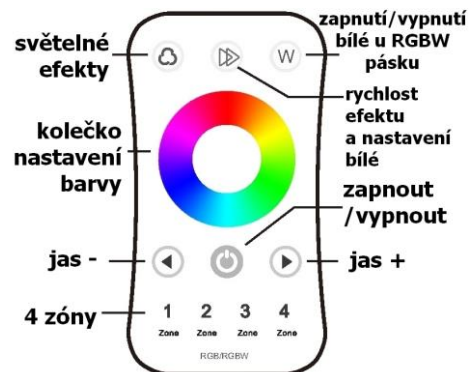 světelné
efekty
zapnutí/vypnutí
bílé u RGBW
pásku
W
rychlost
efektu
a nastavení
bílé
kolečko
nastavení
barvy
zapnout
/vypnout
jas -
jas +
4 zóny
1 2 3 4
Zone Zone Zone Zone
RGB/RGBW